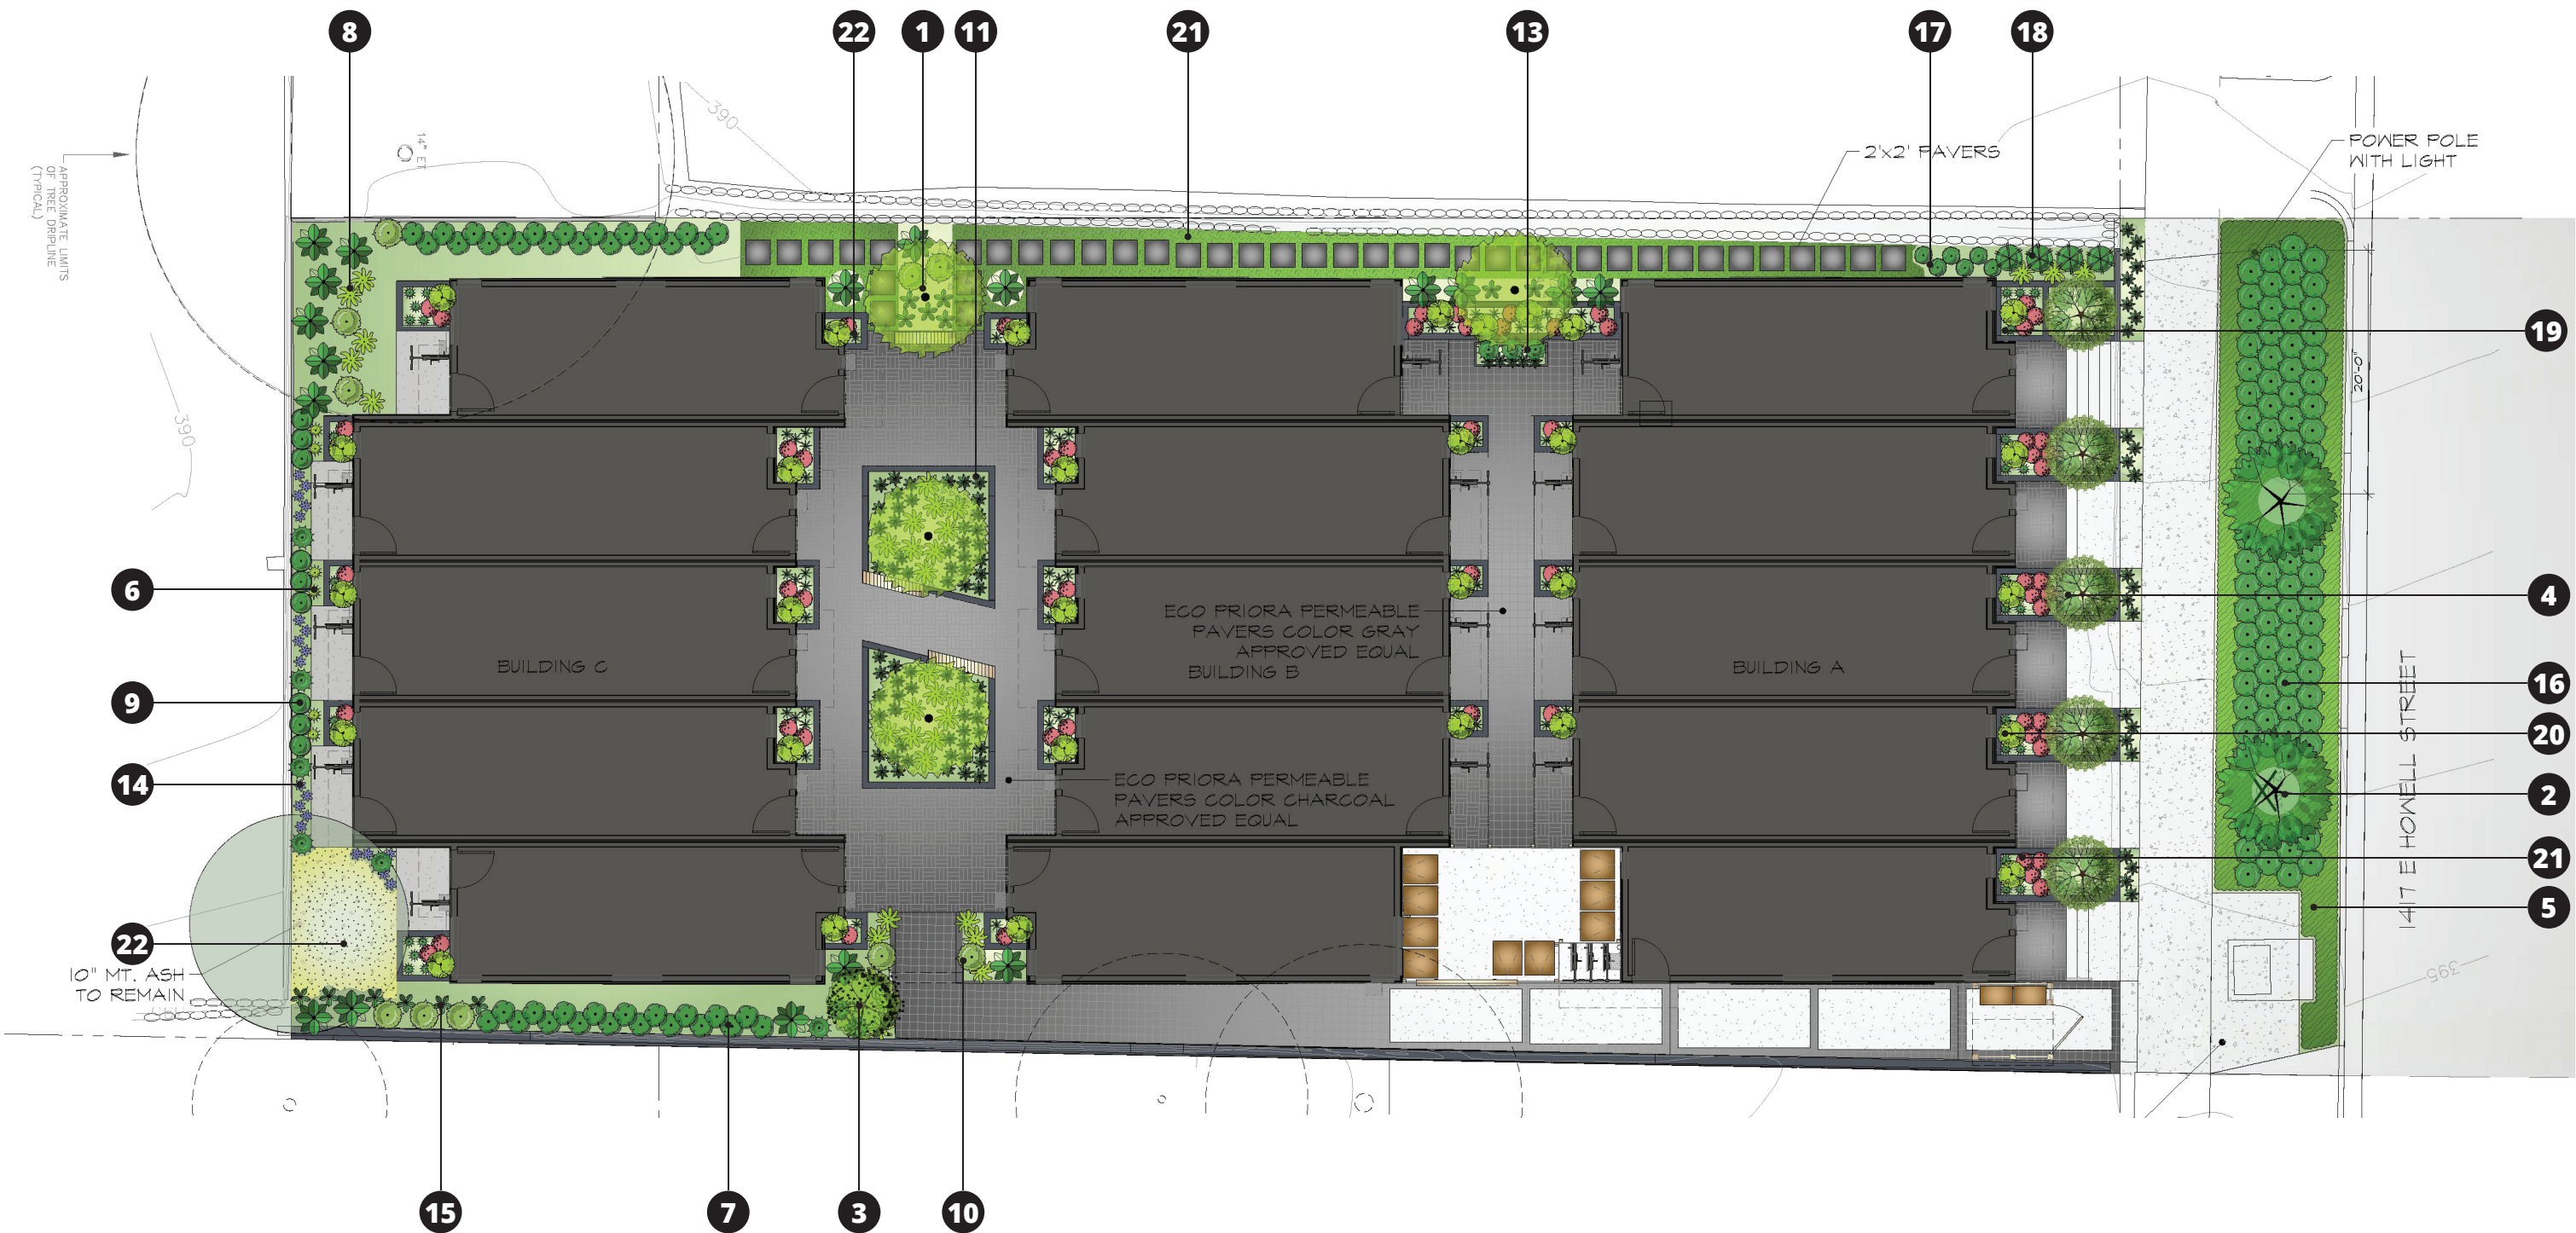 8
22
1
11
21
13
17
18
390
14" ET
APPROXIMATE LIMITS
OF TREE DRIPLINE
(TYPICAL)
2'x2' PAVERS
POWER POLE
WITH LIGHT
19
20'-0"
390
6
4
ECO PRIORA PERMEABLE
PAVERS COLOR GRAY
APPROVED EQUAL
BUILDING C
BUILDING B
BUILDING A
9
16
20
1417 E HOWELL STREET
14
2
ECO PRIORA PERMEABLE
PAVERS COLOR CHARCOAL
APPROVED EQUAL
21
5
22
10" MT. ASH
TO REMAIN
395
15
7
3
10